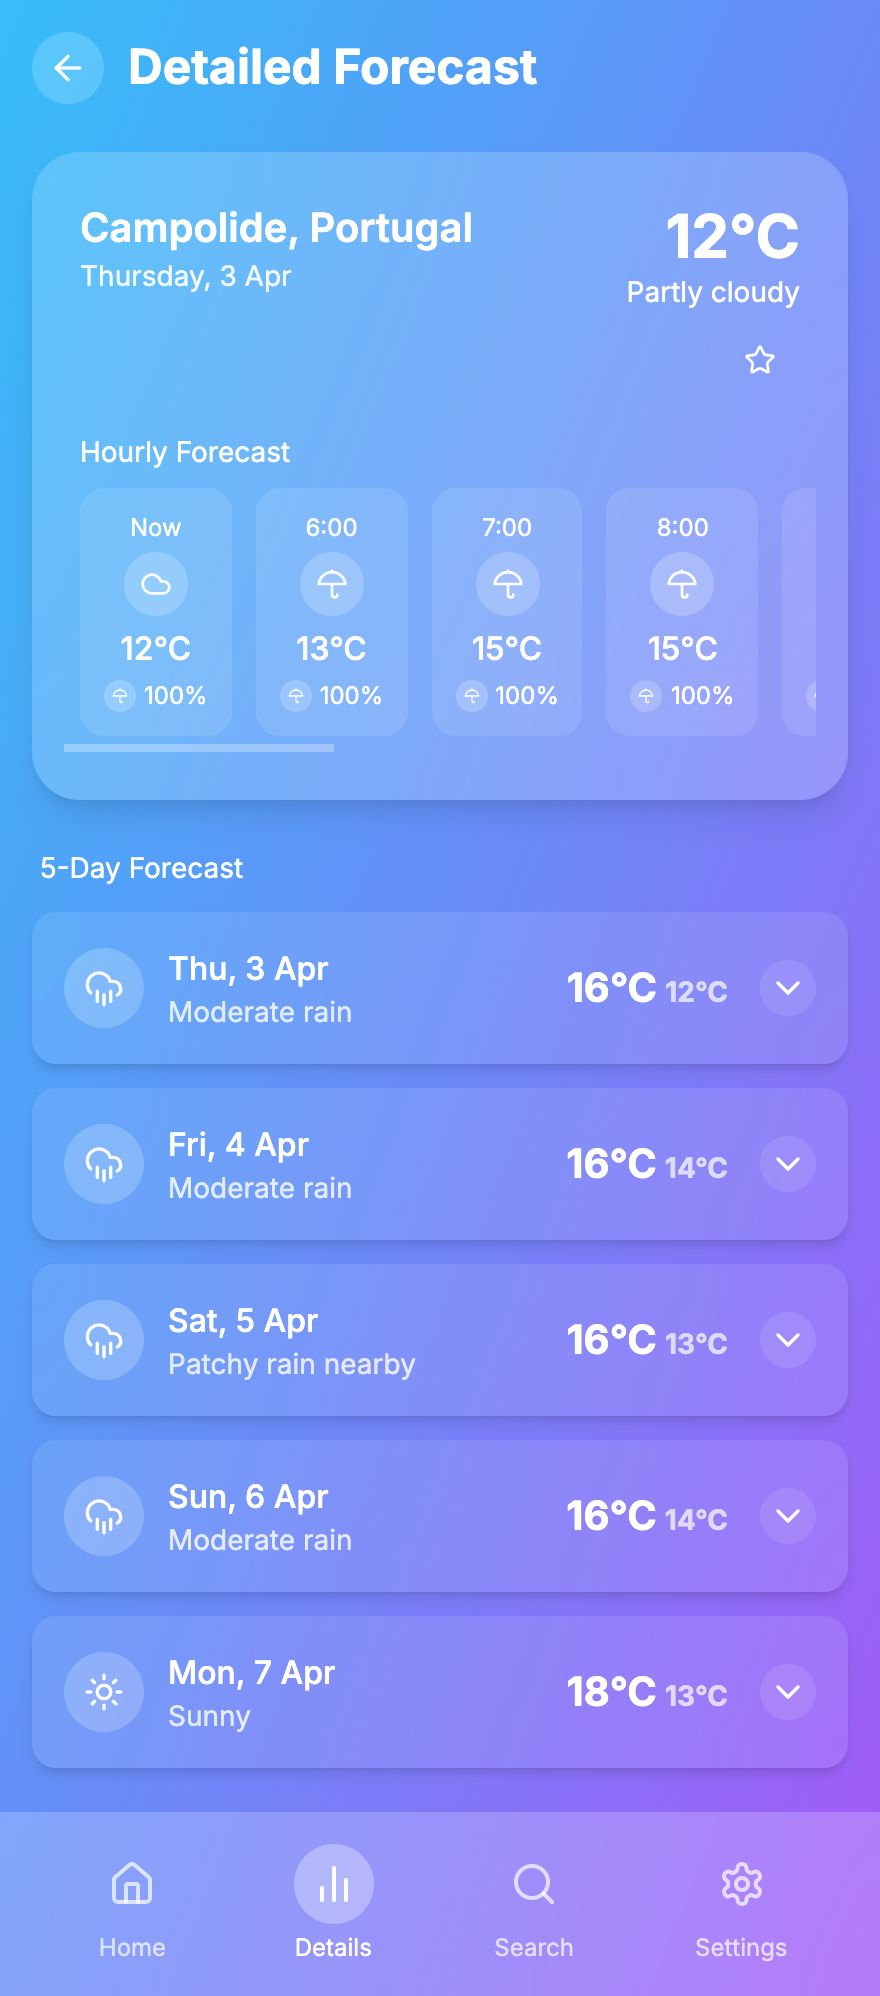 Detailed Forecast
Campolide, Portugal
Thursday, 3 Apr
12°C
Partly cloudy
Hourly Forecast
Now
12°C
100%
6:00
13°C
100%
7:00
15°C
100%
8:00
15°C
100%
5-Day Forecast
Thu, 3 Apr
Moderate rain
16°C 12°C
Fri, 4 Apr
Moderate rain
16°C 14°C
Sat, 5 Apr
Patchy rain nearby
16°C 13°C
Sun, 6 Apr
Moderate rain
16°C 14°C
Mon, 7 Apr
Sunny
18°C 13°C
Home
Details
Search
Settings